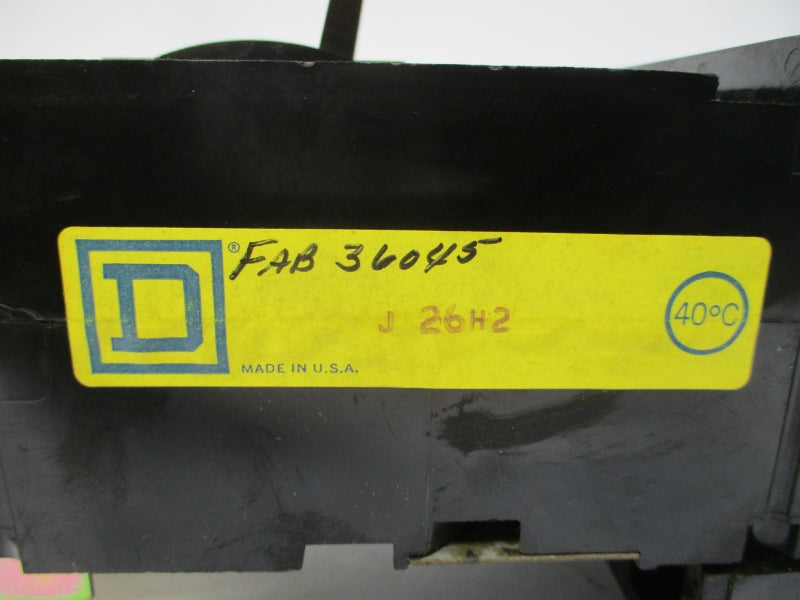 D
® FAB 36045
J 26H2
40°C
MADE IN U.S.A.